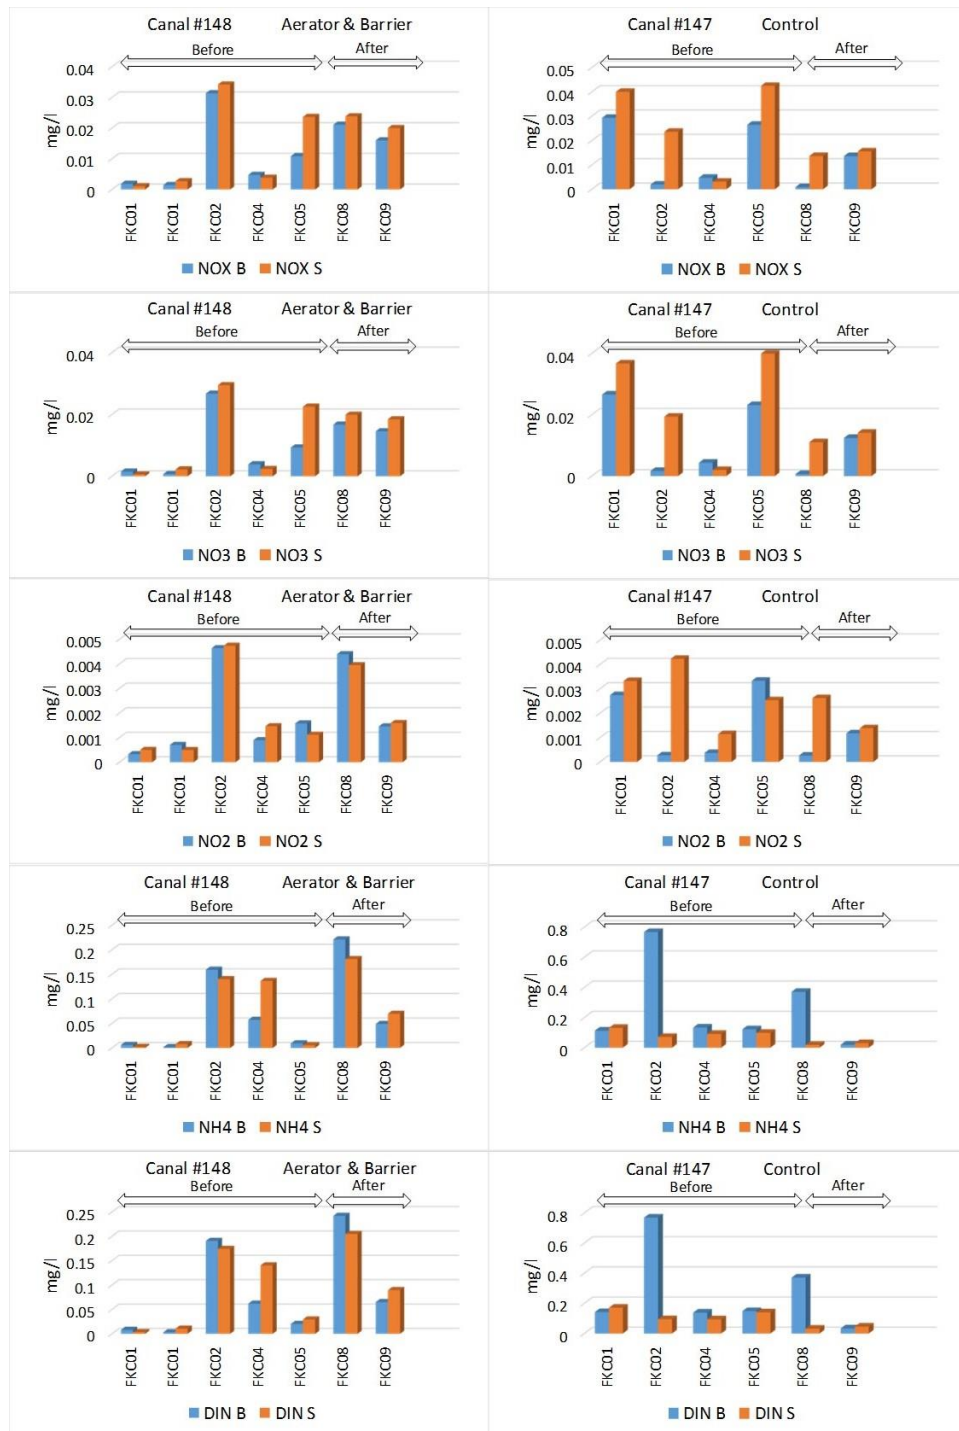 Canal #148 Aerator & Barrier
Before After
0.04
0.03
0.02
0.01
0
mg/l
FKC01 FKC01 FKC02 FKC04 FKC05 FKC08 FKC09
NOX B NOX S
Canal #147 Control
Before After
0.05
0.04
0.03
0.02
0.01
0
mg/l
FKC01 FKC02 FKC04 FKC05 FKC08 FKC09
NOX B NOX S
Canal #148 Aerator & Barrier
Before After
0.04
0.02
0
mg/l
FKC01 FKC01 FKC02 FKC04 FKC05 FKC08 FKC09
NO3 B NO3 S
Canal #147 Control
Before After
0.04
0.02
0
mg/l
FKC01 FKC02 FKC04 FKC05 FKC08 FKC09
NO3 B NO3 S
Canal #148 Aerator & Barrier
Before After
0.005
0.004
0.003
0.002
0.001
0
mg/l
FKC01 FKC01 FKC02 FKC04 FKC05 FKC08 FKC09
NO2 B NO2 S
Canal #147 Control
Before After
0.005
0.004
0.003
0.002
0.001
0
mg/l
FKC01 FKC02 FKC04 FKC05 FKC08 FKC09
NO2 B NO2 S
Canal #148 Aerator & Barrier
Before After
0.25
0.2
0.15
0.1
0.05
0
mg/l
FKC01 FKC01 FKC02 FKC04 FKC05 FKC08 FKC09
NH4 B NH4 S
Canal #147 Control
Before After
0.8
0.6
0.4
0.2
0
mg/l
FKC01 FKC02 FKC04 FKC05 FKC08 FKC09
NH4 B NH4 S
Canal #148 Aerator & Barrier
Before After
0.25
0.2
0.15
0.1
0.05
0
mg/l
FKC01 FKC01 FKC02 FKC04 FKC05 FKC08 FKC09
DIN B DIN S
Canal #147 Control
Before After
0.8
0.6
0.4
0.2
0
mg/l
FKC01 FKC02 FKC04 FKC05 FKC08 FKC09
DIN B DIN S